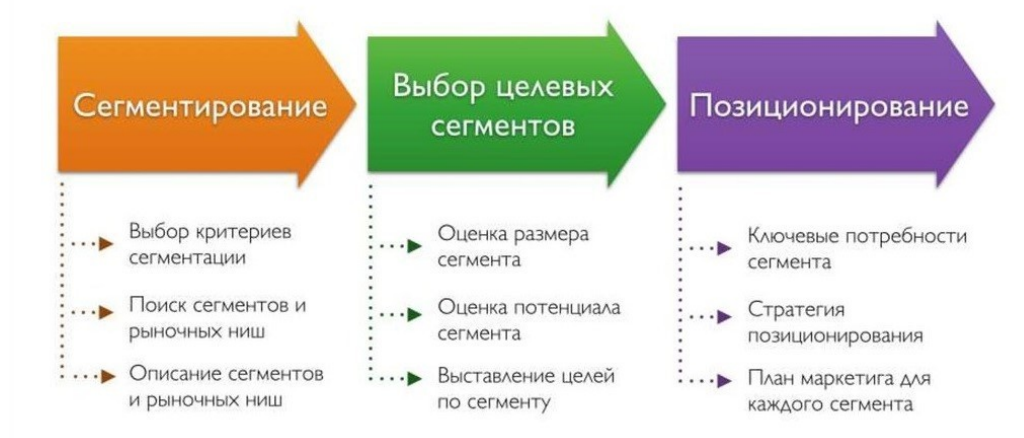 Сегментирование
Выбор критериев
сегментации
Поиск сегментов и
рыночных ниш
Описание сегментов
и рыночных ниш
Выбор целевых
сегментов
Оценка размера
сегмента
Оценка потенциала
сегмента
Выставление целей
по сегменту
Позиционирование
Ключевые потребности
сегмента
Стратегия
позиционирования
План маркетига для
каждого сегмента